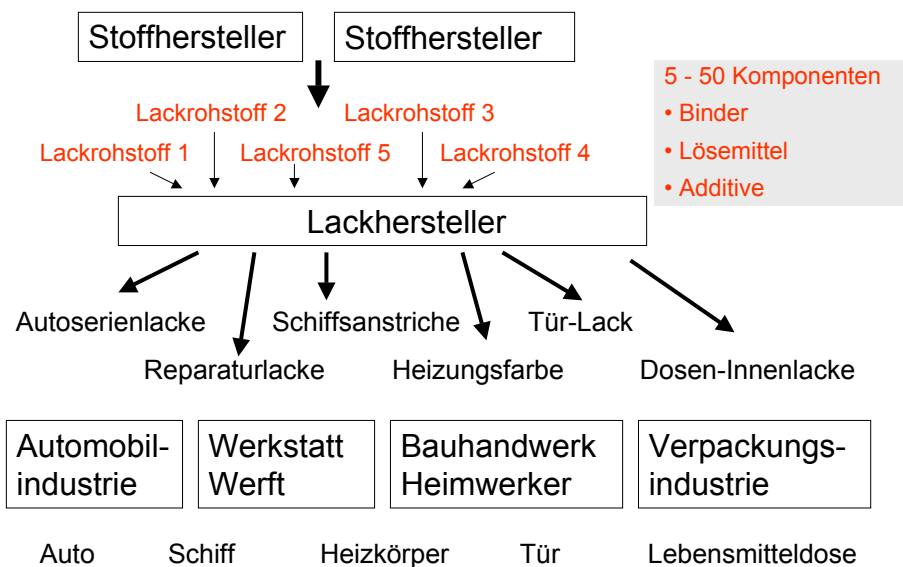 Stoffhersteller
Stoffhersteller
5 - 50 Komponenten
• Binder
• Lösemittel
• Additive
Lackrohstoff 2
Lackrohstoff 3
Lackrohstoff 1
Lackrohstoff 5
Lackrohstoff 4
Lackhersteller
Autoserienlacke
Schiffsanstriche
Tür-Lack
Reparaturlacke
Heizungsfarbe
Dosen-Innenlacke
Automobil-
industrie
Werkstatt
Werft
Bauhandwerk
Heimwerker
Verpackungs-
industrie
Auto
Schiff
Heizkörper
Tür
Lebensmitteldose